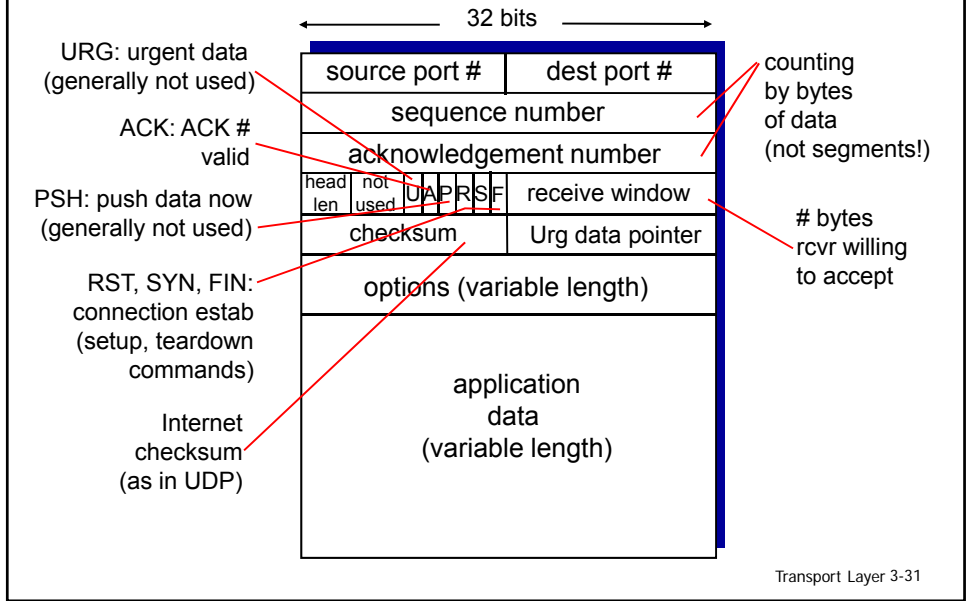 32 bits
URG: urgent data
(generally not used)
ACK: ACK #
valid
PSH: push data now
(generally not used)
RST, SYN, FIN:
connection estab
(setup, teardown
commands)
Internet
checksum
(as in UDP)
source port #
dest port #
sequence number
acknowledgement number
head
len
not
used
U
A
P
R
S
F
receive window
checksum
Urg data pointer
options (variable length)
application
data
(variable length)
counting
by bytes
of data
(not segments!)
# bytes
rcvr willing
to accept
Transport Layer 3-31